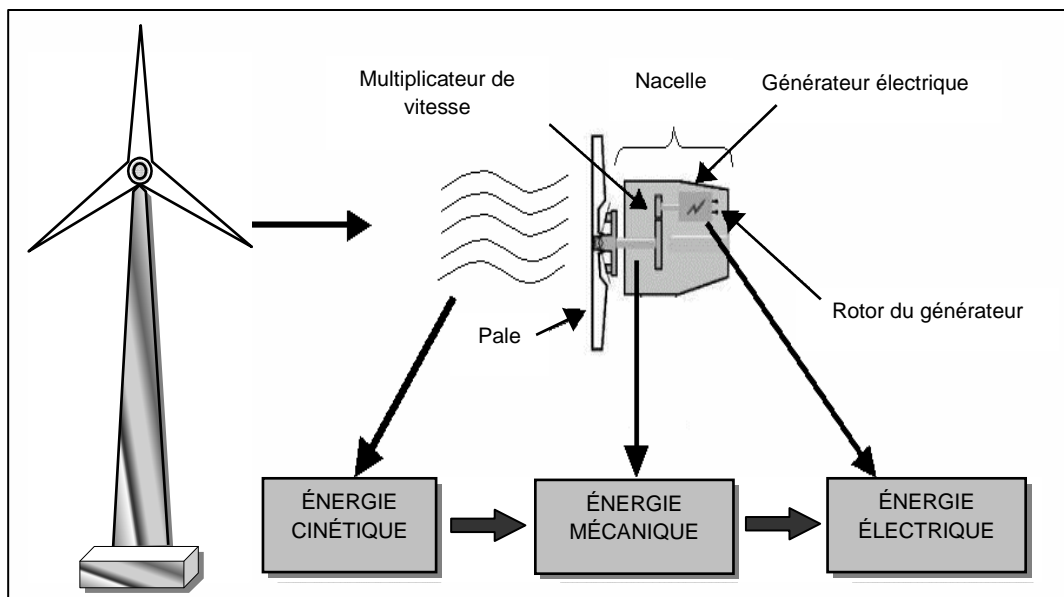 Multiplicateur de
vitesse
Nacelle
Générateur électrique
Pale
Rotor du générateur
ÉNERGIE
CINÉTIQUE
ÉNERGIE
MÉCANIQUE
ÉNERGIE
ÉLECTRIQUE